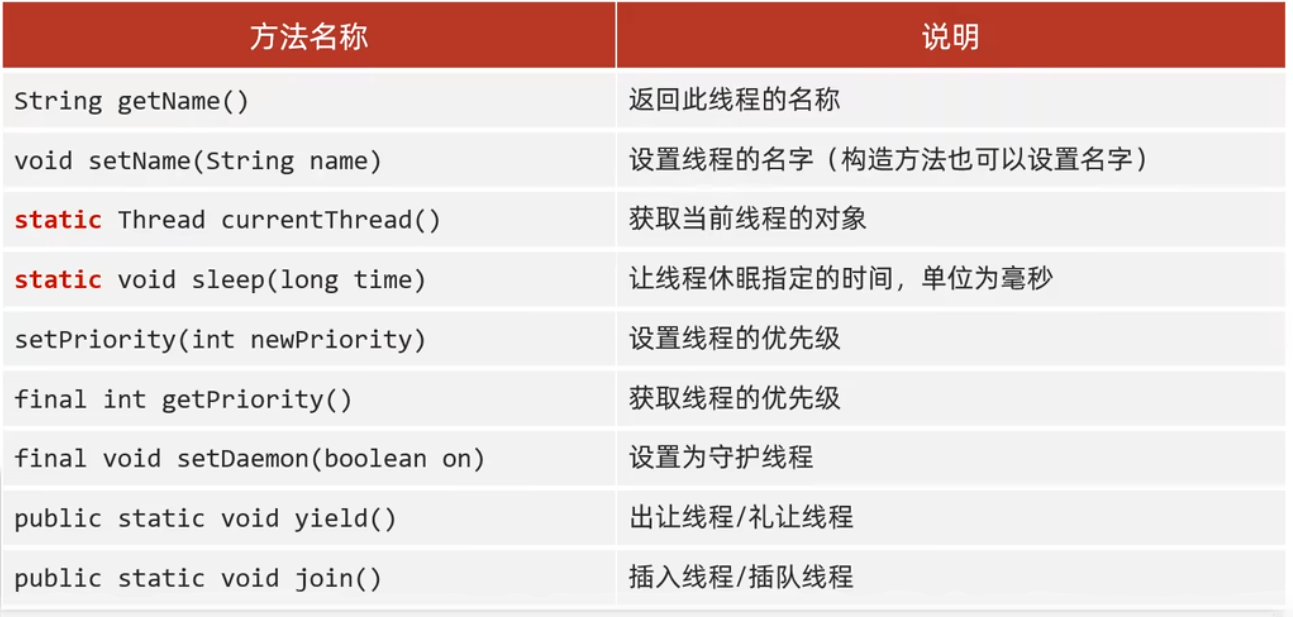 方法名称 说明
String getName() 返回此线程的名称
void setName(String name) 设置线程的名字（构造方法也可以设置名字）
static Thread currentThread() 获取当前线程的对象
static void sleep(long time) 让线程休眠指定的时间，单位为毫秒
setPriority(int newPriority) 设置线程的优先级
final int getPriority() 获取线程的优先级
final void setDaemon(boolean on) 设置为守护线程
public static void yield() 出让线程/礼让线程
public static void join() 插入线程/插队线程